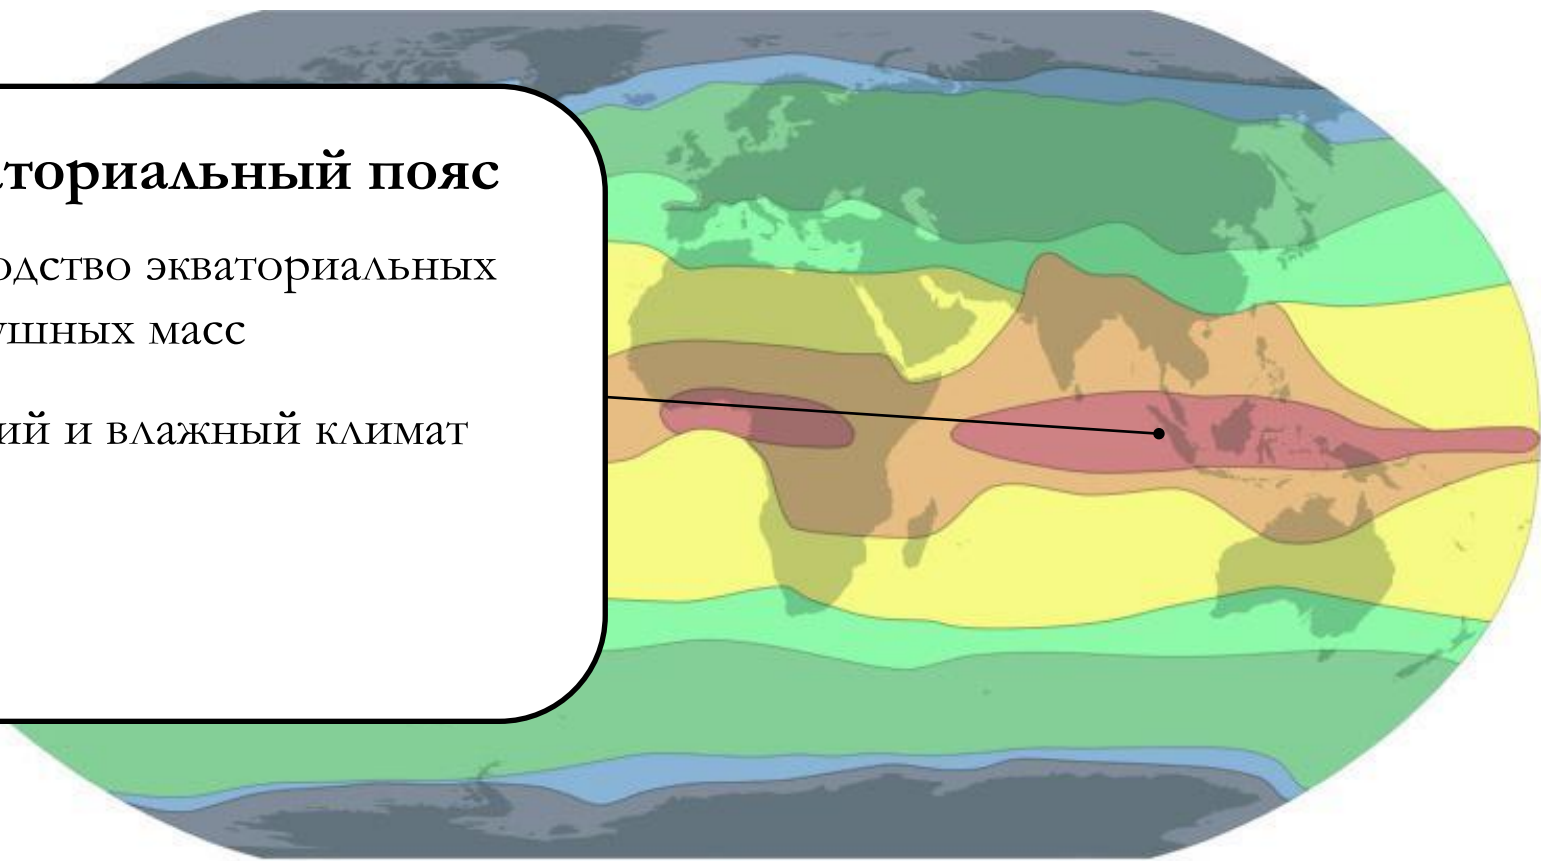 ториальный пояс
одство экваториальных
ушных масс
ий и влажный климат